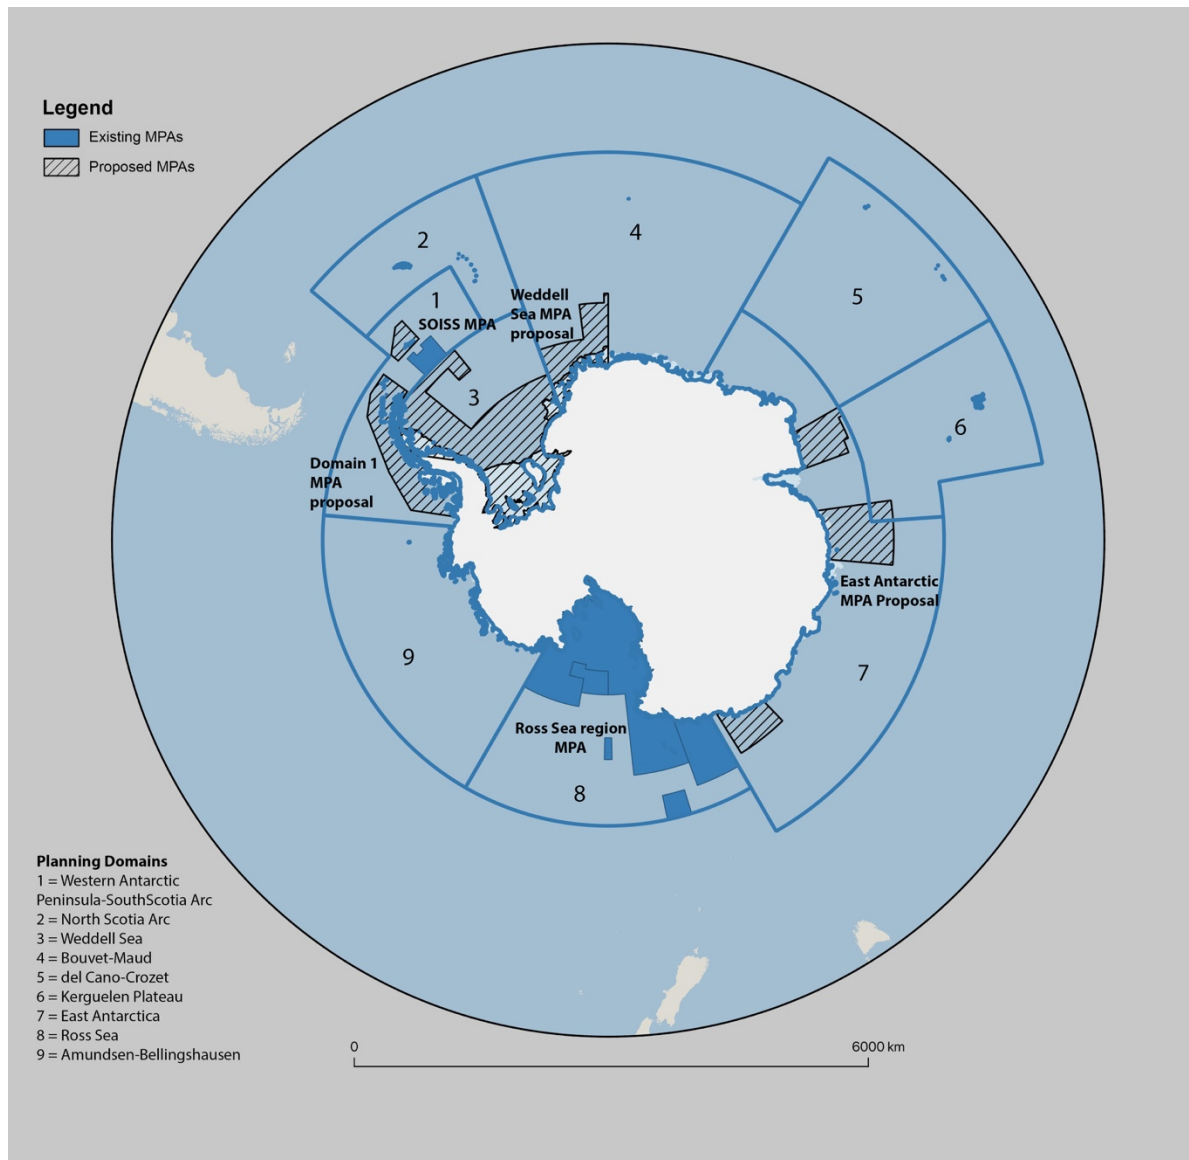 Legend
Existing MPAs
Proposed MPAs
2
4
5
1
SOISS MPA
Weddell
Sea MPA
proposal
3
6
Domain 1
MPA
proposal
East Antarctic
MPA Proposal
9
7
Ross Sea region
MPA
8
Planning Domains
1 = Western Antarctic
Peninsula-SouthScotia Arc
2 = North Scotia Arc
3 = Weddell Sea
4 = Bouvet-Maud
5 = del Cano-Crozet
6 = Kerguelen Plateau
7 = East Antarctica
8 = Ross Sea
9 = Amundsen-Bellingshausen
0
6000 km